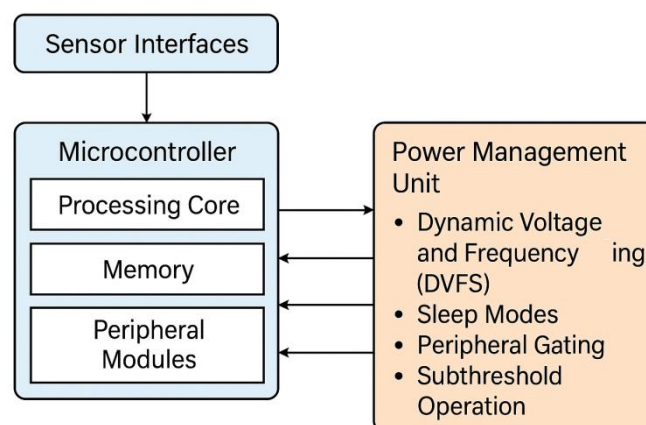 Sensor Interfaces
Microcontroller
Processing Core
Memory
Peripheral
Modules
Power Management
Unit
• Dynamic Voltage
and Frequency ing
(DVFS)
• Sleep Modes
• Peripheral Gating
• Subthreshold
Operation